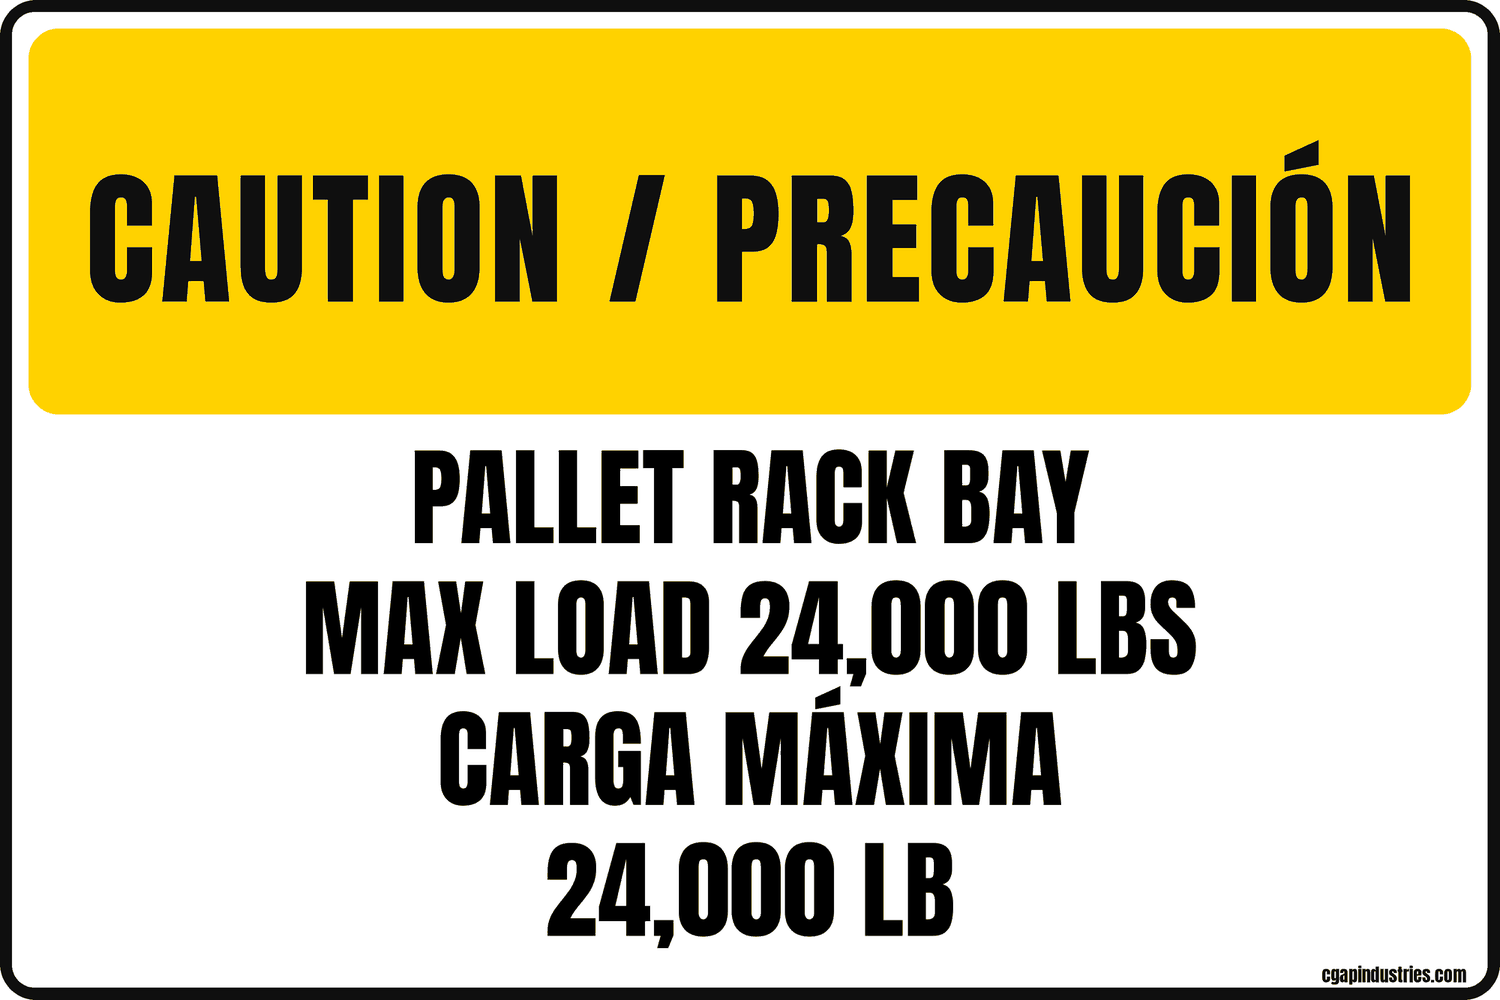 CAUTION / PRECAUCIÓN
PALLET RACK BAY
MAX LOAD 24,000 LBS
CARGA MÁXIMA
24,000 LB
cgapindustries.com